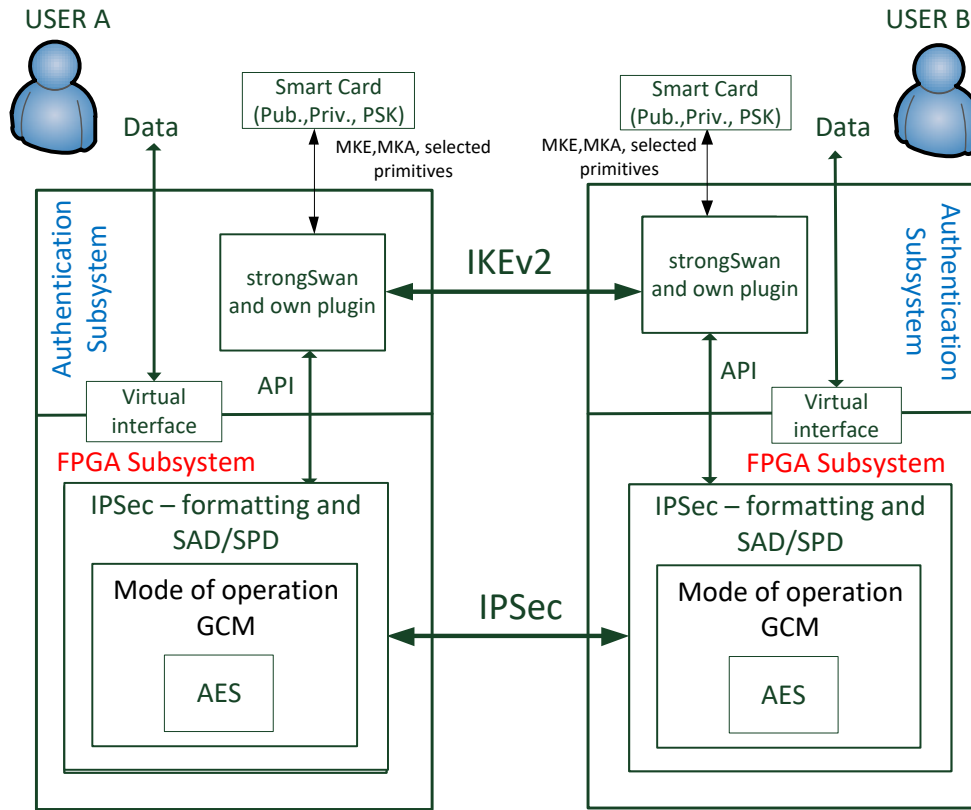 USER A
Smart Card
(Pub.,Priv., PSK)
Data
MKE,MKA, selected
primitives
Authentication
Subsystem
strongSwan
and own plugin
API
Virtual
interface
FPGA Subsystem
IPSec – formatting and
SAD/SPD
Mode of operation
GCM
AES
IKEv2
IPSec
USER B
Smart Card
(Pub.,Priv., PSK)
Data
MKE,MKA, selected
primitives
Authentication
Subsystem
strongSwan
and own plugin
API
Virtual
interface
FPGA Subsystem
IPSec – formatting and
SAD/SPD
Mode of operation
GCM
AES